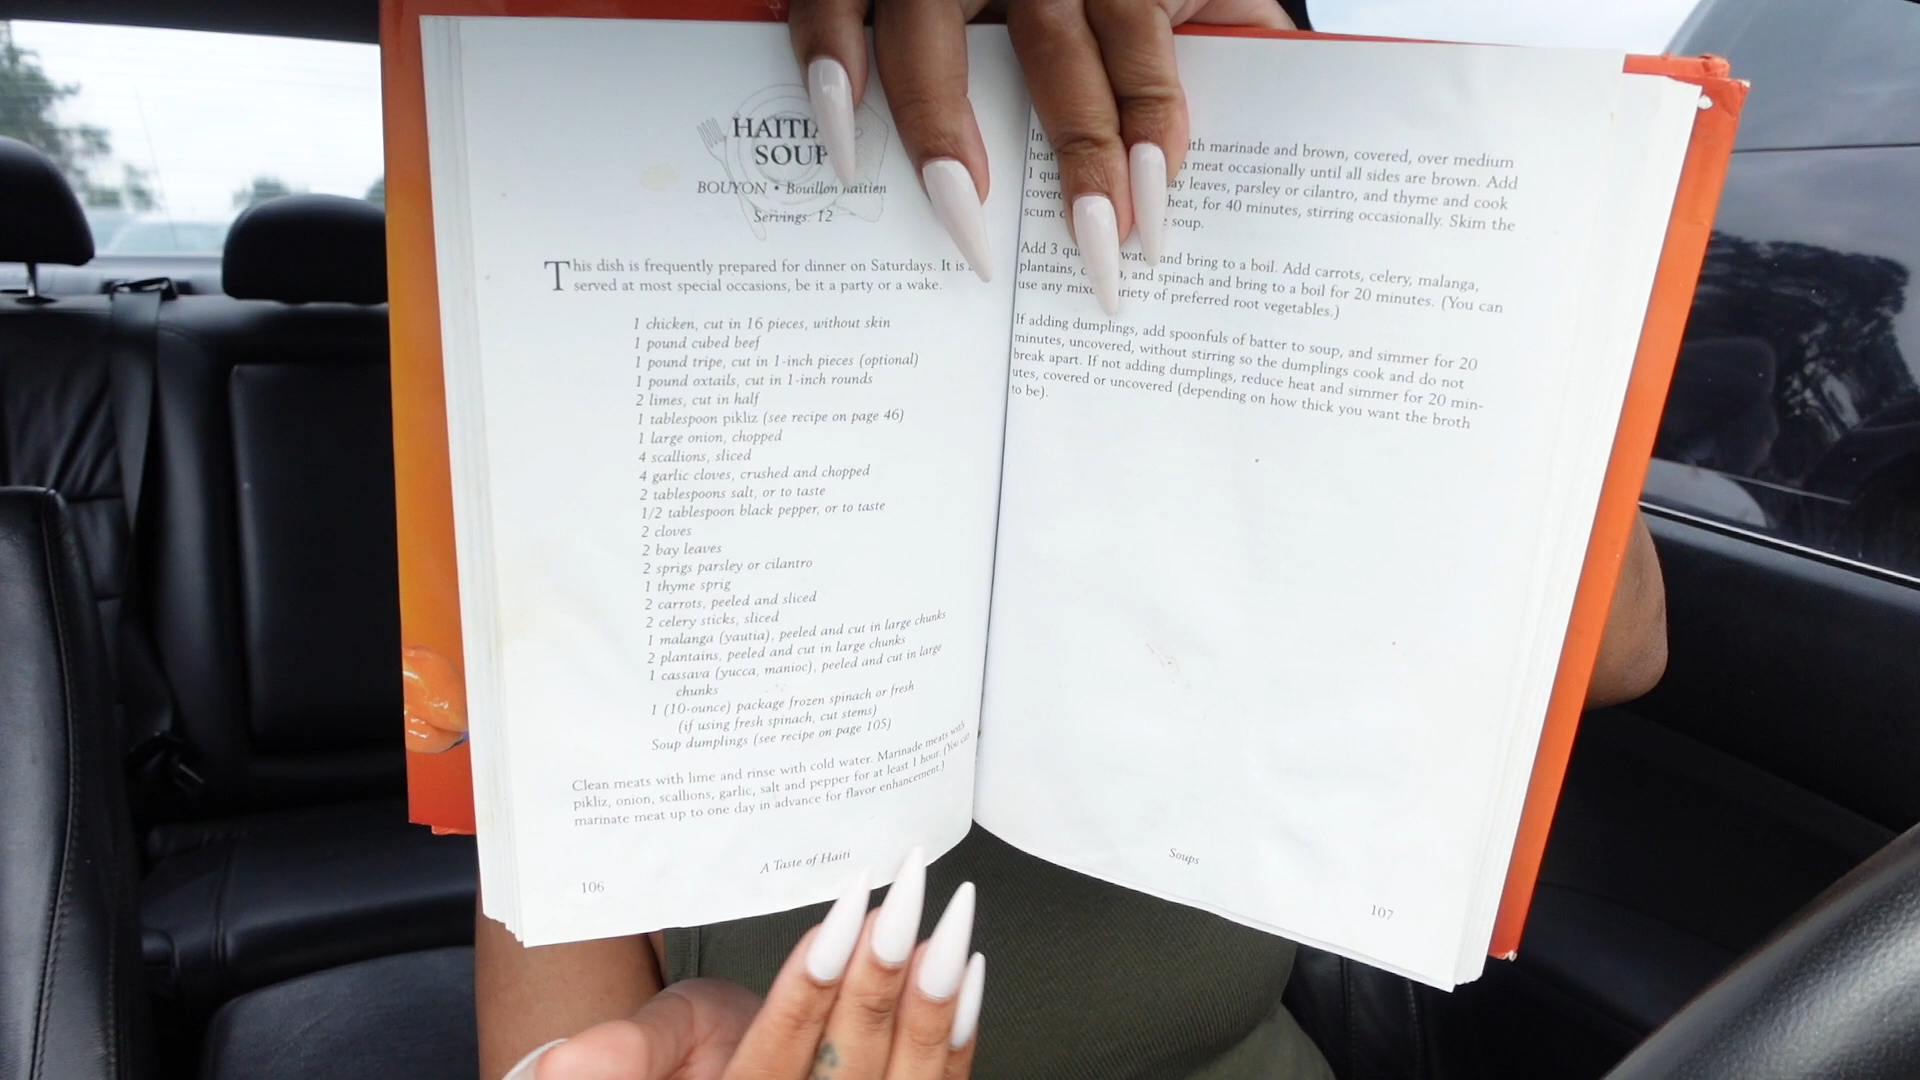 HAITIA
SOUP
BOUYON • Bouillon haïtien
Servings: 12
This dish is frequently prepared for dinner on Saturdays. It is
served at most special occasions, be it a party or a wake.
1 chicken, cut in 16 pieces, without skin
1 pound cubed beef
1 pound tripe, cut in 1-inch pieces (optional)
1 pound oxtails, cut in 1-inch rounds
2 limes, cut in half
1 tablespoon pikliz (see recipe on page 46)
1 large onion, chopped
4 scallions, sliced
4 garlic cloves, crushed and chopped
2 tablespoons salt, or to taste
1/2 tablespoon black pepper, or to taste
2 cloves
2 bay leaves
2 sprigs parsley or cilantro
1 thyme sprig
2 carrots, peeled and sliced
2 celery sticks, sliced
1 malanga (yautia), peeled and cut in large chunks
2 plantains, peeled and cut in large chunks
1 cassava (yucca, manioc), peeled and cut in large
chunks
1 (10-ounce) package frozen spinach or fresh
(if using fresh spinach, cut stems)
Soup dumplings (see recipe on page 105)
Clean meats with lime and rinse with cold water. Marinade meats with
pikliz, onion, scallions, garlic, salt and pepper for at least 1 hour. (You can
marinate meat up to one day in advance for flavor enhancement.)
A Taste of Haiti
106
In ith marinade and brown, covered, over medium
heat meat occasionally until all sides are brown. Add
1 qua ay leaves, parsley or cilantro, and thyme and cook
covere heat, for 40 minutes, stirring occasionally. Skim the
scum soup.
Add 3 qu wate and bring to a boil. Add carrots, celery, malanga,
plantains, c and spinach and bring to a boil for 20 minutes. (You can
use any mixe ariety of preferred root vegetables.)
If adding dumplings, add spoonfuls of batter to soup, and simmer for 20
minutes, uncovered, without stirring so the dumplings cook and do not
break apart. If not adding dumplings, reduce heat and simmer for 20 min-
utes, covered or uncovered (depending on how thick you want the broth
to be).
Soups
107